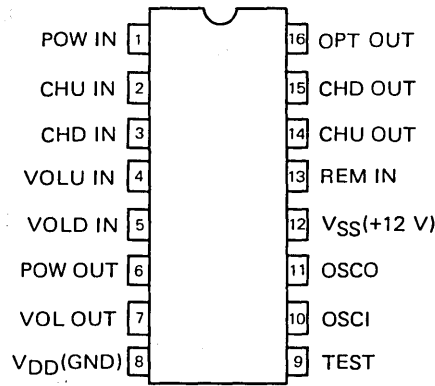 POW IN 1 16 OPT OUT
CHU IN 2 15 CHD OUT
CHD IN 3 14 CHU OUT
VOLU IN 4 13 REM IN
VOLD IN 5 12 VSS(+12 V)
POW OUT 6 11 OSCO
VOL OUT 7 10 OSCI
VDD(GND) 8 9 TEST